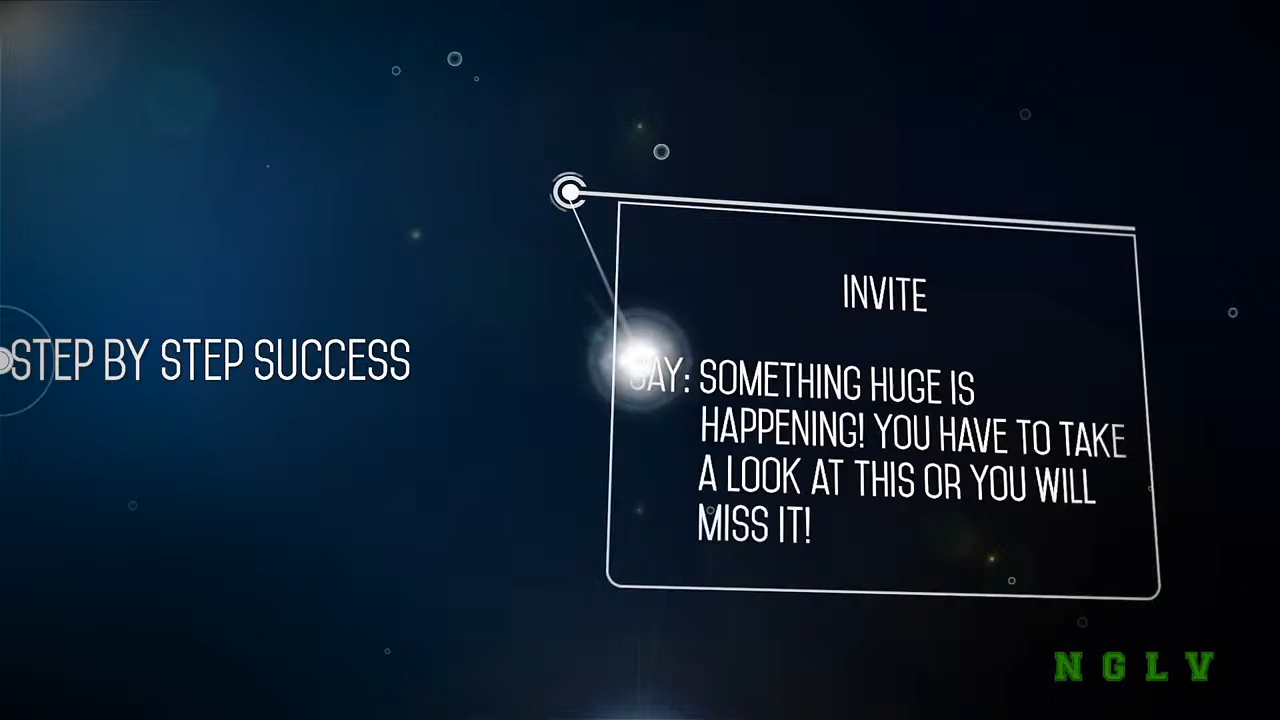 STEP BY STEP SUCCESS
INVITE
SAY: SOMETHING HUGE IS
HAPPENING! YOU HAVE TO TAKE
A LOOK AT THIS OR YOU WILL
MISS IT!
NGLV